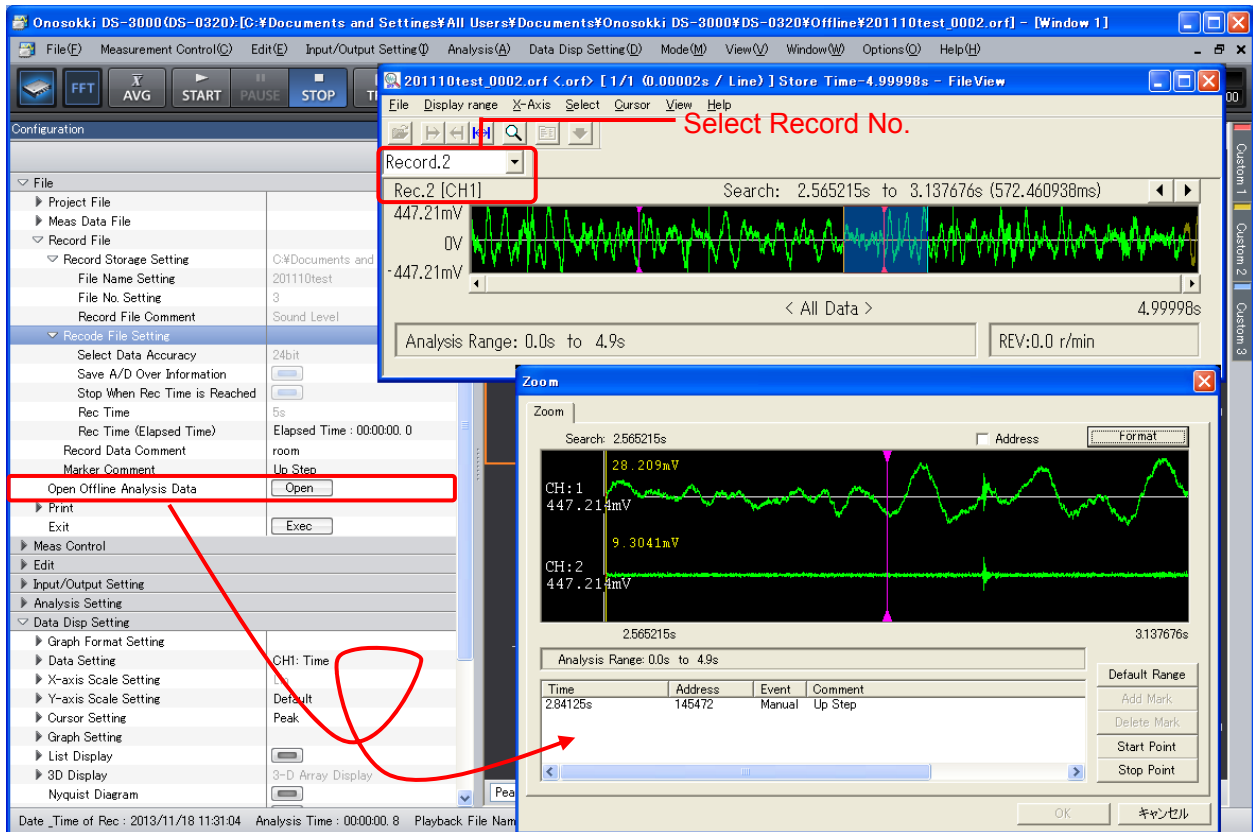 Onosokki DS-3000(DS-0320):[C:¥Documents and Settings¥All Users¥Documents¥Onosokki DS-3000¥DS-0320¥Offline¥201110test_0002.orf] - [Window 1]
File(F) Measurement Control(C) Edit(E) Input/Output Setting(I) Analysis(A) Data Disp Setting(D) Mode(M) View(V) Window(W) Options(O) Help(H)
FFT
X
AVG
START
PAUSE
STOP
00
Configuration
File
Project File
Meas Data File
Record File
Record Storage Setting C:¥Documents and
File Name Setting 201110test
File No. Setting 3
Record File Comment Sound Level
Recode File Setting
Select Data Accuracy 24bit
Save A/D Over Information
Stop When Rec Time is Reached
Rec Time 5s
Rec Time (Elapsed Time) Elapsed Time : 00:00:00. 0
Record Data Comment room
Marker Comment Up Step
Open Offline Analysis Data Open
Print
Exit Exec
Meas Control
Edit
Input/Output Setting
Analysis Setting
Data Disp Setting
Graph Format Setting
Data Setting CH1: Time
X-axis Scale Setting
Y-axis Scale Setting Default
Cursor Setting Peak
Graph Setting
List Display
3D Display 3-D Array Display
Nyquist Diagram
Pea
Date _Time of Rec : 2013/11/18 11:31:04 Analysis Time : 00:00:00. 8 Playback File Nam
Custom 1
Custom 2
Custom 3
201110test_0002.orf <.orf> [ 1/1 (0.00002s / Line) ] Store Time-4.99998s - FileView
File Display range X-Axis Select Cursor View Help
Select Record No.
Record.2
Rec.2 [CH1] Search: 2.565215s to 3.137676s (572.460938ms)
447.21mV
0V
-447.21mV
< All Data > 4.99998s
Analysis Range: 0.0s to 4.9s REV:0.0 r/min
Zoom
Zoom
Search: 2.565215s Address Format
28.209mV
CH:1
447.214mV
9.3041mV
CH:2
447.214mV
2.565215s 3.137676s
Analysis Range: 0.0s to 4.9s
Time Address Event Comment
2.84125s 145472 Manual Up Step
Default Range
Add Mark
Delete Mark
Start Point
Stop Point
OK キャンセル